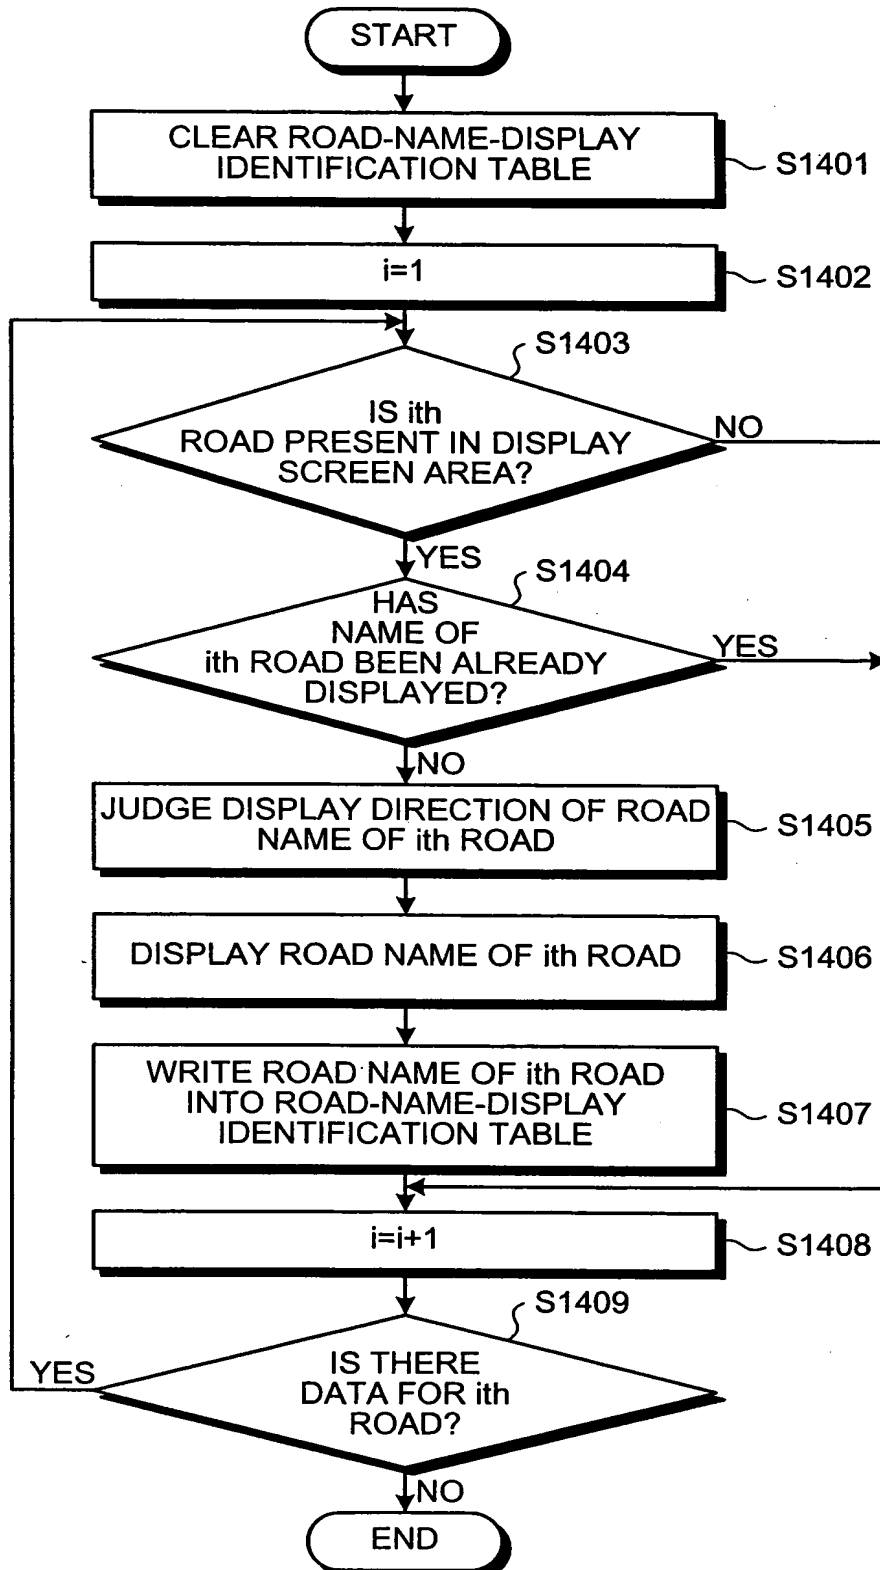 START
CLEAR ROAD-NAME-DISPLAY
IDENTIFICATION TABLE
S1401
i=1
S1402
S1403
IS ith
ROAD PRESENT IN DISPLAY
SCREEN AREA?
NO
YES
S1404
HAS
NAME OF
ith ROAD BEEN ALREADY
DISPLAYED?
YES
NO
JUDGE DISPLAY DIRECTION OF ROAD
NAME OF ith ROAD
S1405
DISPLAY ROAD NAME OF ith ROAD
S1406
WRITE ROAD NAME OF ith ROAD
INTO ROAD-NAME-DISPLAY
IDENTIFICATION TABLE
S1407
i=i+1
S1408
S1409
IS THERE
DATA FOR ith
ROAD?
YES
NO
END